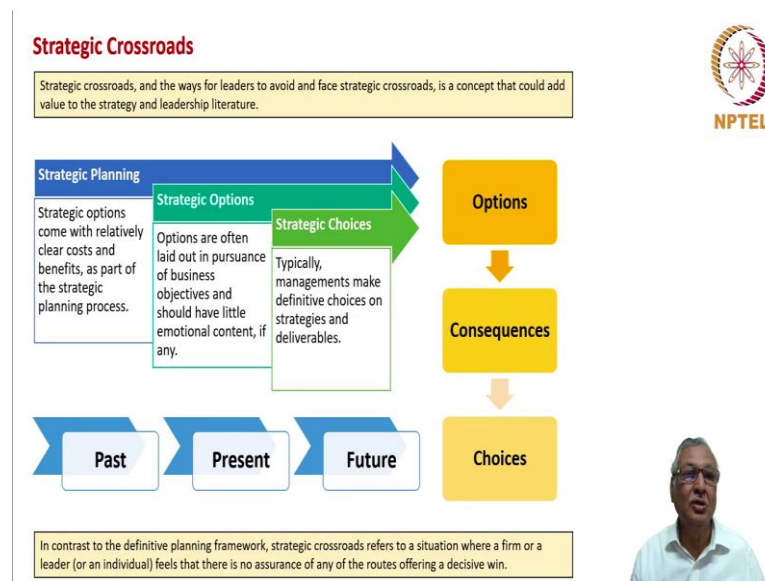 Strategic Crossroads
Strategic crossroads, and the ways for leaders to avoid and face strategic crossroads, is a concept that could add
value to the strategy and leadership literature.
NPTEL
Strategic Planning
Strategic options
come with relatively
clear costs and
benefits, as part of
the strategic
planning process.
Strategic Options
Options are often
laid out in pursuance
of business
objectives and
should have little
emotional content, if
any.
Strategic Choices
Typically,
managements make
definitive choices on
strategies and
deliverables.
Options
Consequences
Choices
Past
Present
Future
In contrast to the definitive planning framework, strategic crossroads refers to a situation where a firm or a
leader (or an individual) feels that there is no assurance of any of the routes offering a decisive win.